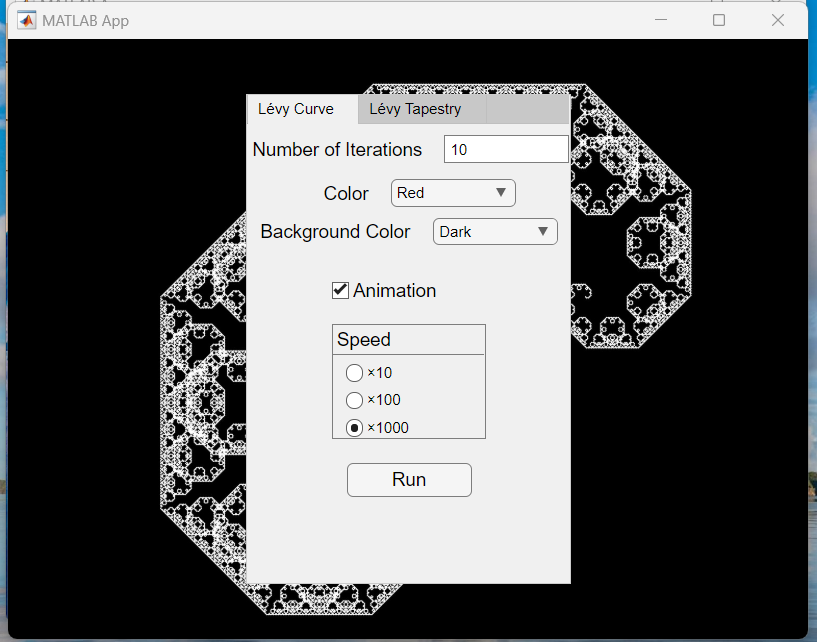 MATLAB App
Lévy Curve Lévy Tapestry
Number of Iterations 10
Color Red
Background Color Dark
Animation
Speed
×10
×100
×1000
Run